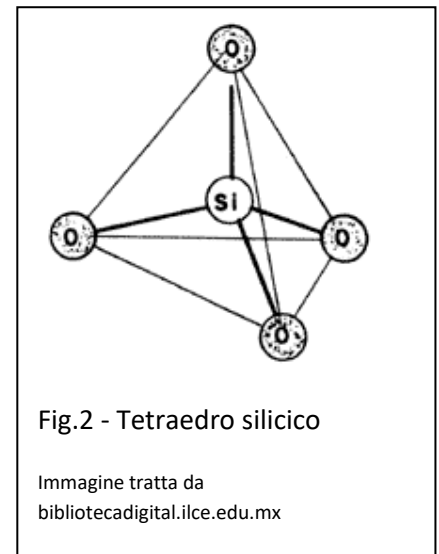 O
Si
O
O
O
Fig.2 - Tetraedro silicico
Immagine tratta da
bibliotecadigital.ilce.edu.mx